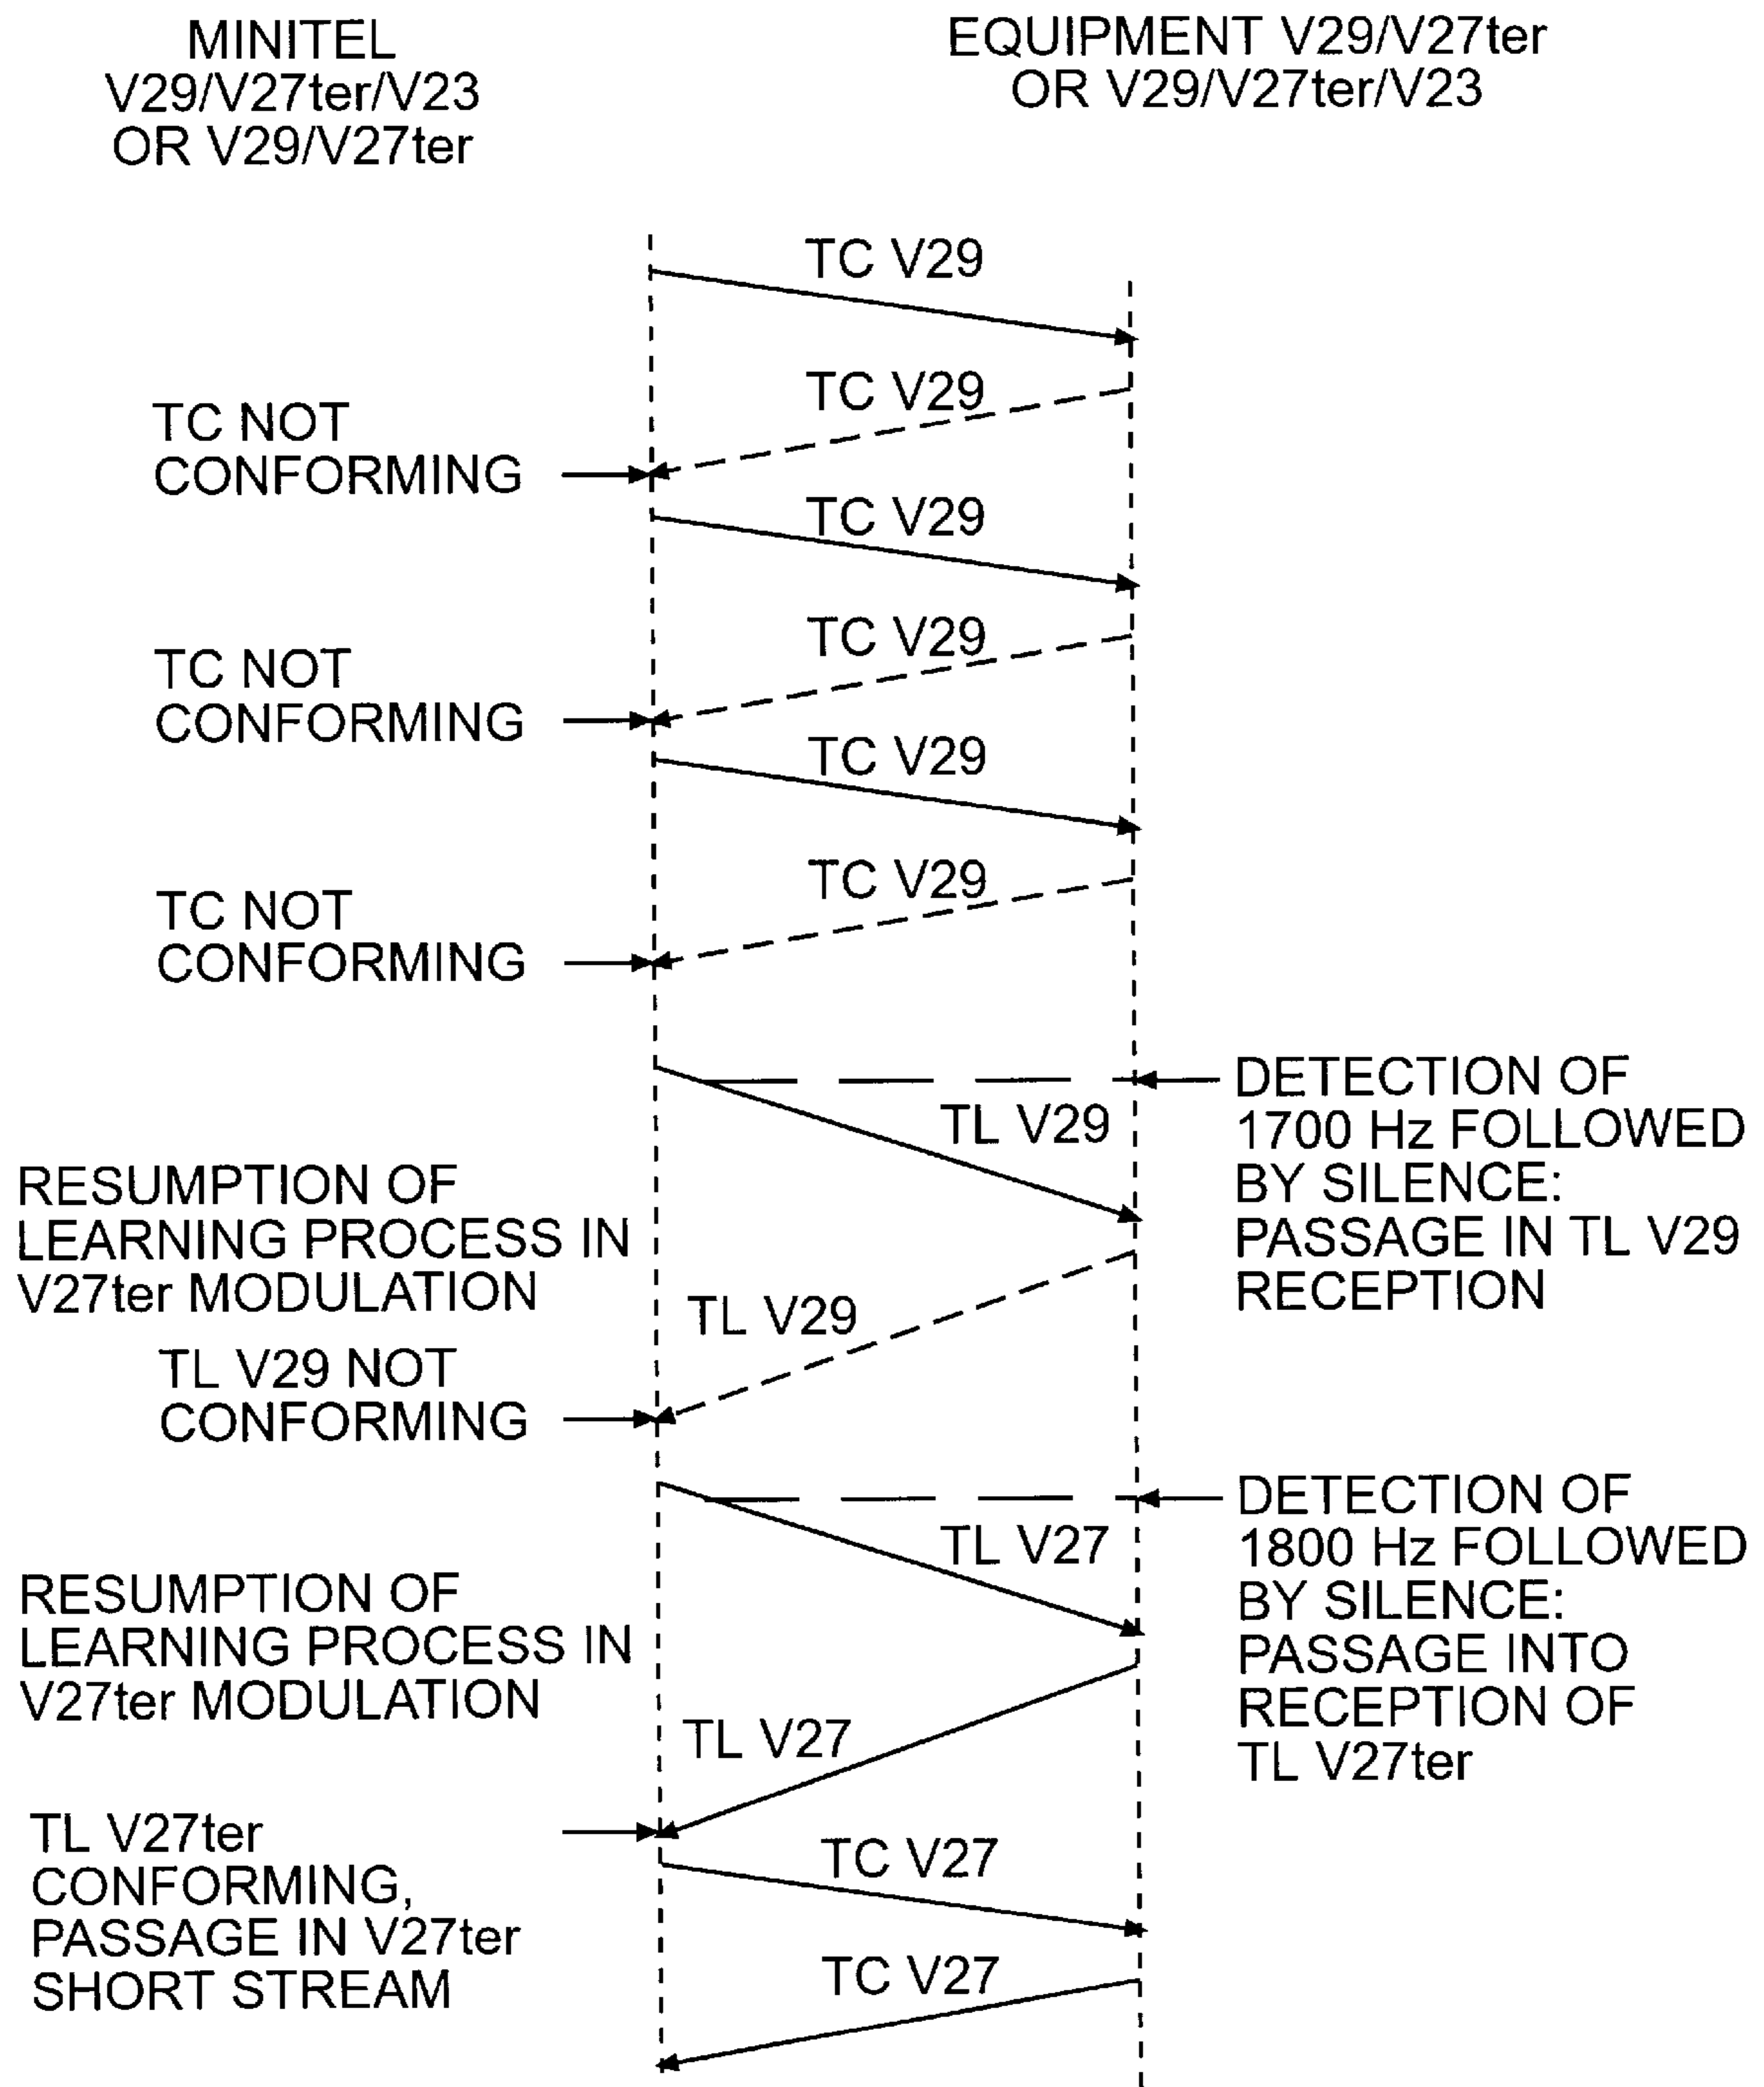 MINITEL
V29/V27ter/V23
OR V29/V27ter
EQUIPMENT V29/V27ter
OR V29/V27ter/V23
TC V29
TC V29
TC NOT
CONFORMING
TC V29
TC V29
TC NOT
CONFORMING
TC V29
TC V29
TC NOT
CONFORMING
DETECTION OF
1700 Hz FOLLOWED
BY SILENCE:
PASSAGE IN TL V29
RECEPTION
TL V29
RESUMPTION OF
LEARNING PROCESS IN
V27ter MODULATION
TL V29
TL V29 NOT
CONFORMING
DETECTION OF
1800 Hz FOLLOWED
BY SILENCE:
PASSAGE INTO
RECEPTION OF
TL V27ter
TL V27
RESUMPTION OF
LEARNING PROCESS IN
V27ter MODULATION
TL V27
TL V27ter
CONFORMING,
PASSAGE IN V27ter
SHORT STREAM
TC V27
TC V27